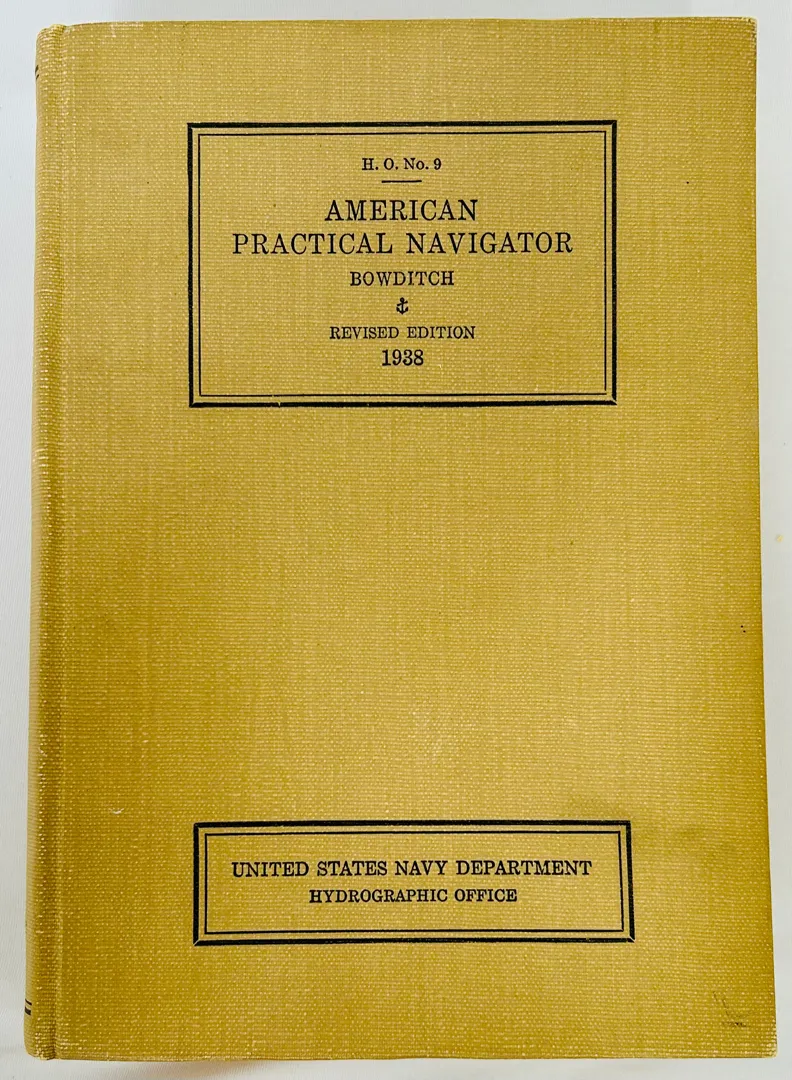 H. O. No. 9
AMERICAN
PRACTICAL NAVIGATOR
BOWDITCH
REVISED EDITION
1938
UNITED STATES NAVY DEPARTMENT
HYDROGRAPHIC OFFICE